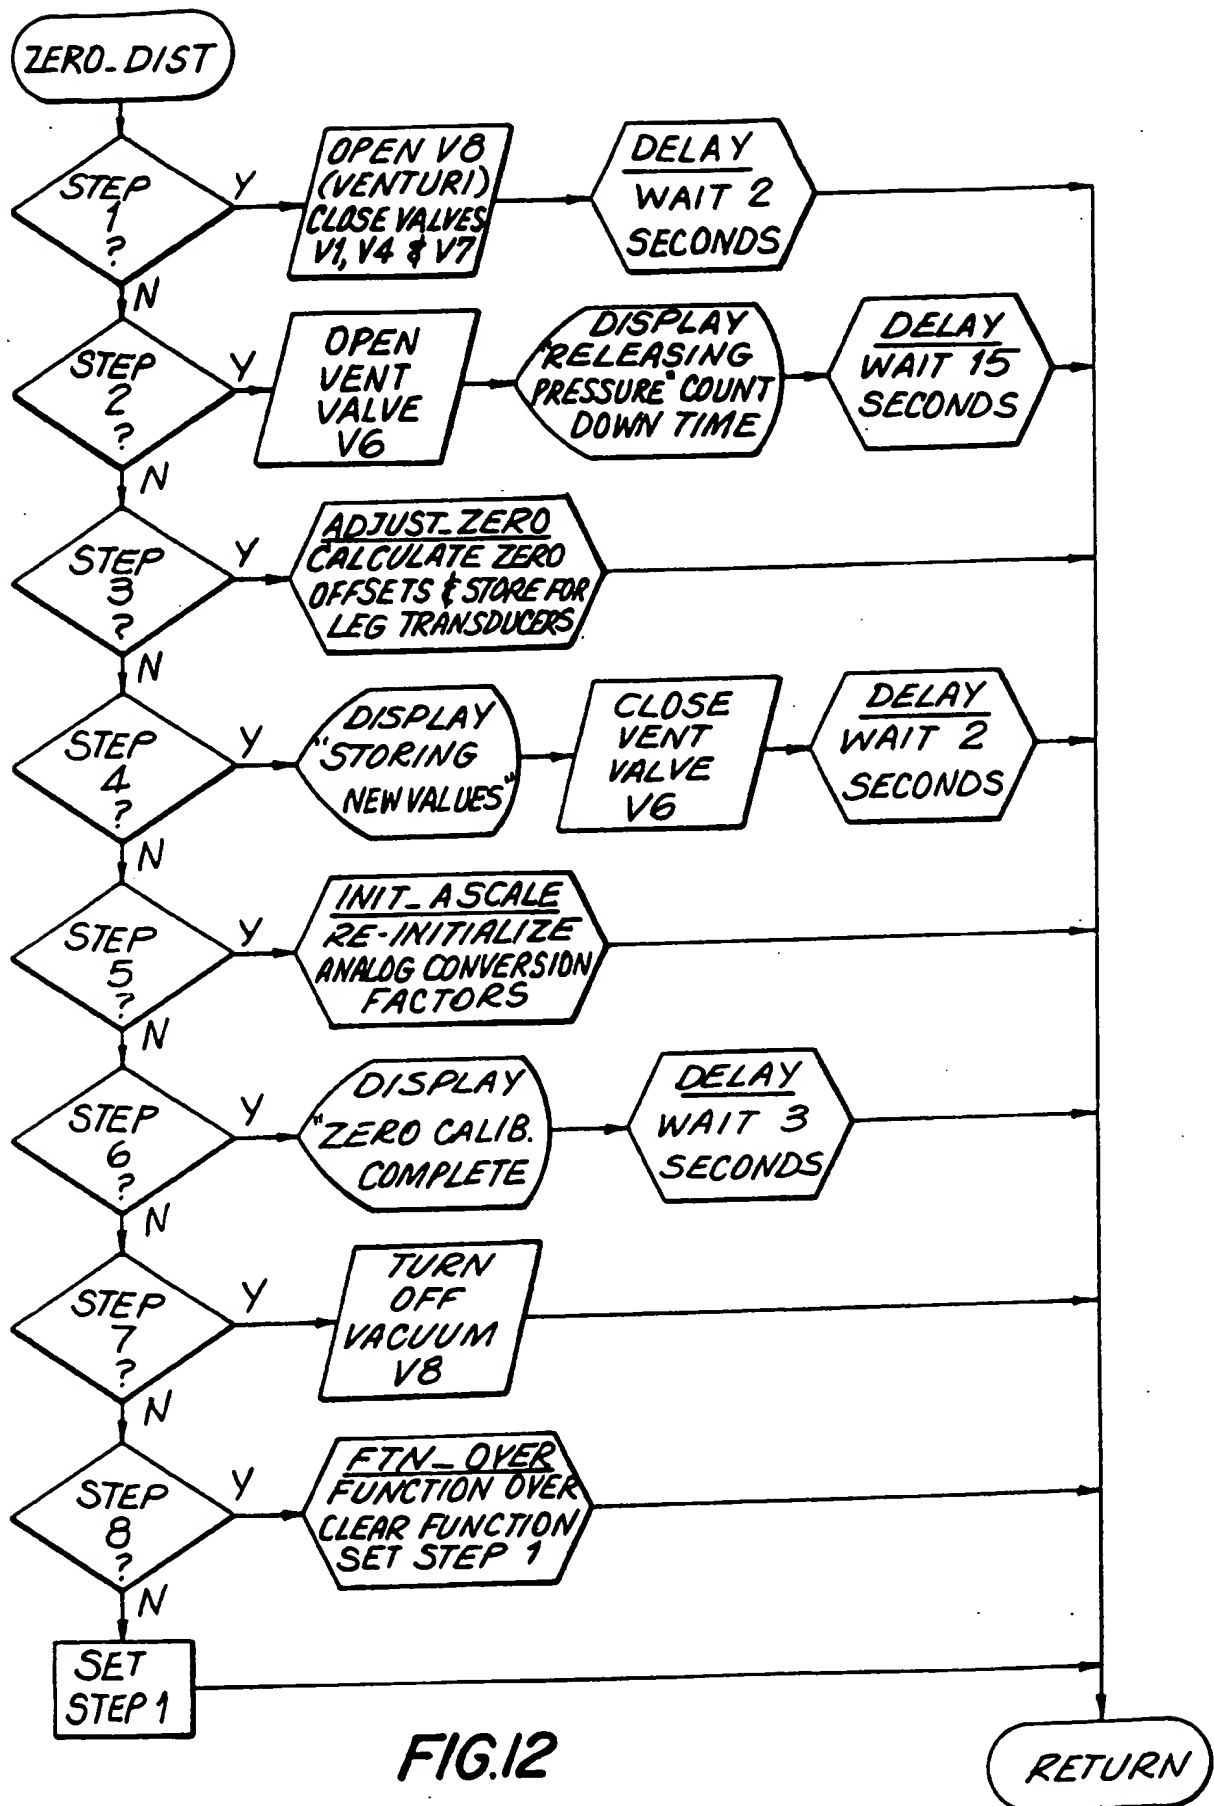 ZERO_DIST
STEP
1
?
Y
OPEN V8
(VENTURI)
CLOSE VALVES
V1, V4 & V7
DELAY
WAIT 2
SECONDS
N
STEP
2
?
Y
OPEN
VENT
VALVE
V6
DISPLAY
"RELEASING
PRESSURE" COUNT
DOWN TIME
DELAY
WAIT 15
SECONDS
N
STEP
3
?
Y
ADJUST_ZERO
CALCULATE ZERO
OFFSETS & STORE FOR
LEG TRANSDUCERS
N
STEP
4
?
Y
DISPLAY
"STORING
NEW VALUES"
CLOSE
VENT
VALVE
V6
DELAY
WAIT 2
SECONDS
N
STEP
5
?
Y
INIT_ASCALE
RE-INITIALIZE
ANALOG CONVERSION
FACTORS
N
STEP
6
?
Y
DISPLAY
"ZERO CALIB.
COMPLETE
DELAY
WAIT 3
SECONDS
N
STEP
7
?
Y
TURN
OFF
VACUUM
V8
N
STEP
8
?
Y
FTN_OVER
FUNCTION OVER
CLEAR FUNCTION
SET STEP 1
N
SET
STEP 1
RETURN
FIG.12